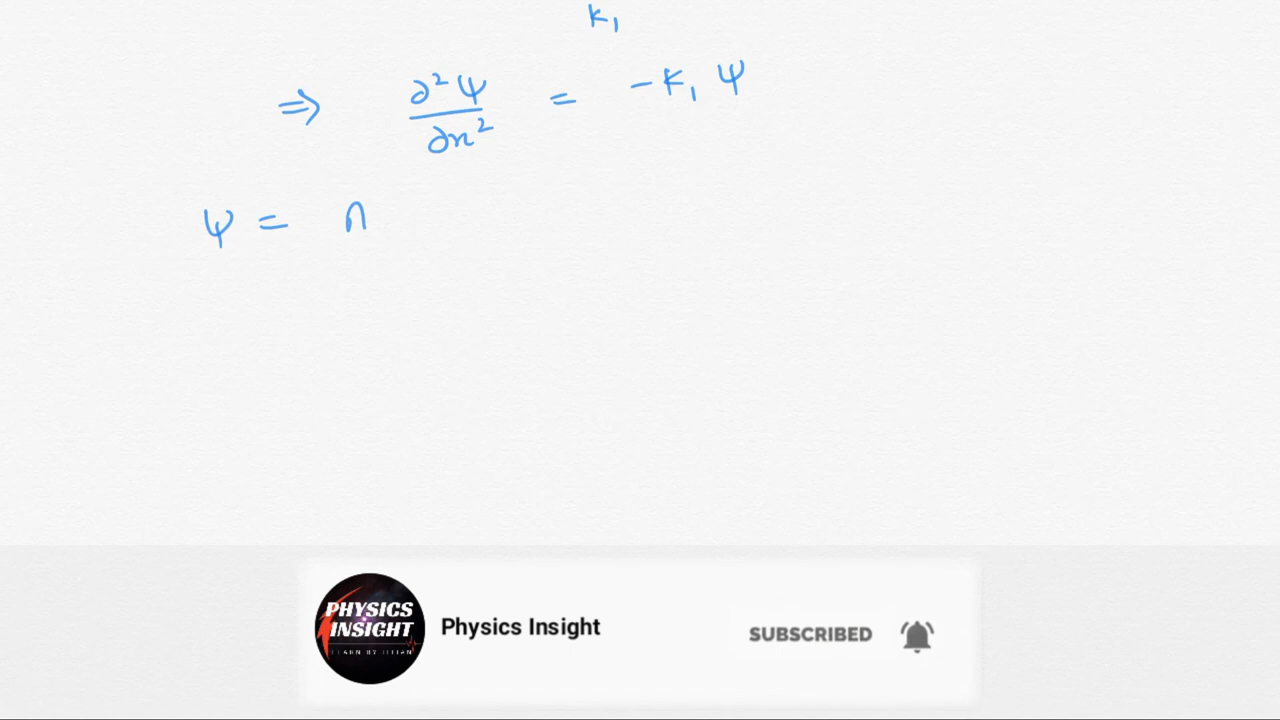 k₁
⇒ ∂²ψ/∂x² = -k₁ ψ
ψ =
PHYSICS
INSIGHT
Physics Insight
SUBSCRIBED